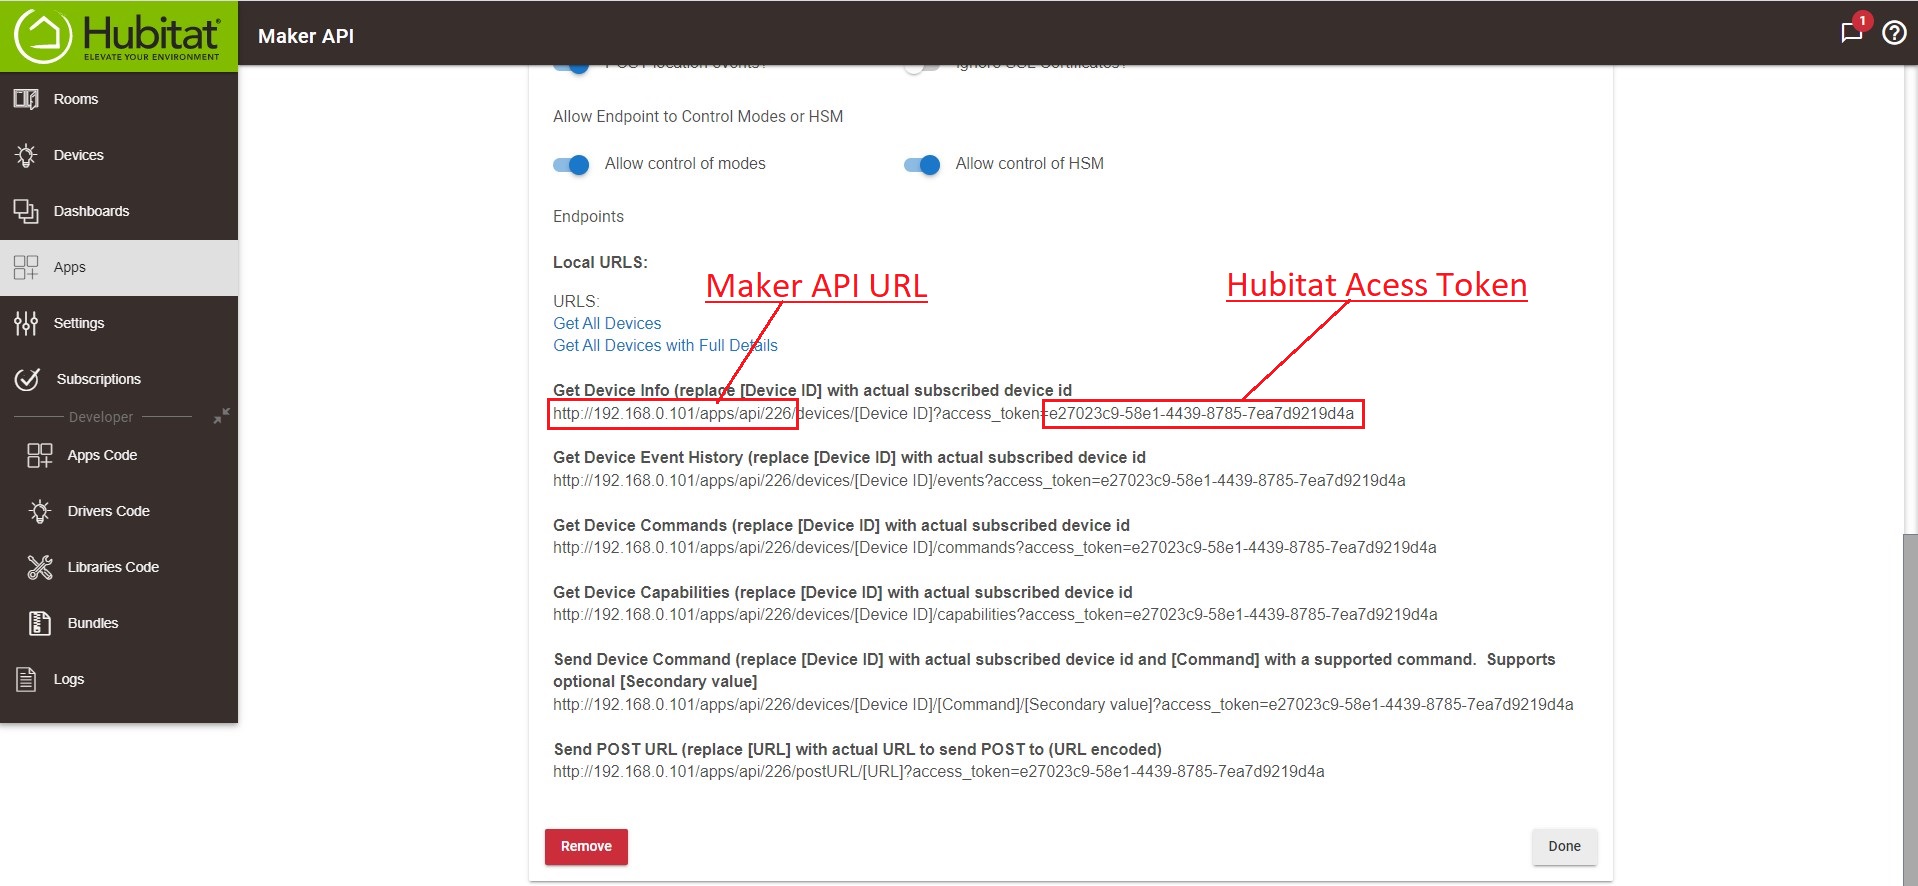 Hubitat®
ELEVATE YOUR ENVIRONMENT
Maker API
1
?
Rooms
Devices
Dashboards
Apps
Settings
Subscriptions
Developer
Apps Code
Drivers Code
Libraries Code
Bundles
Logs
POST location events?
Ignore SSL Certificates?
Allow Endpoint to Control Modes or HSM
Allow control of modes
Allow control of HSM
Endpoints
Local URLS:
Maker API URL
Hubitat Acess Token
URLS:
Get All Devices
Get All Devices with Full Details
Get Device Info (replace [Device ID] with actual subscribed device id
http://192.168.0.101/apps/api/226/devices/[Device ID]?access_token=e27023c9-58e1-4439-8785-7ea7d9219d4a
Get Device Event History (replace [Device ID] with actual subscribed device id
http://192.168.0.101/apps/api/226/devices/[Device ID]/events?access_token=e27023c9-58e1-4439-8785-7ea7d9219d4a
Get Device Commands (replace [Device ID] with actual subscribed device id
http://192.168.0.101/apps/api/226/devices/[Device ID]/commands?access_token=e27023c9-58e1-4439-8785-7ea7d9219d4a
Get Device Capabilities (replace [Device ID] with actual subscribed device id
http://192.168.0.101/apps/api/226/devices/[Device ID]/capabilities?access_token=e27023c9-58e1-4439-8785-7ea7d9219d4a
Send Device Command (replace [Device ID] with actual subscribed device id and [Command] with a supported command. Supports
optional [Secondary value]
http://192.168.0.101/apps/api/226/devices/[Device ID]/[Command]/[Secondary value]?access_token=e27023c9-58e1-4439-8785-7ea7d9219d4a
Send POST URL (replace [URL] with actual URL to send POST to (URL encoded)
http://192.168.0.101/apps/api/226/postURL/[URL]?access_token=e27023c9-58e1-4439-8785-7ea7d9219d4a
Remove
Done